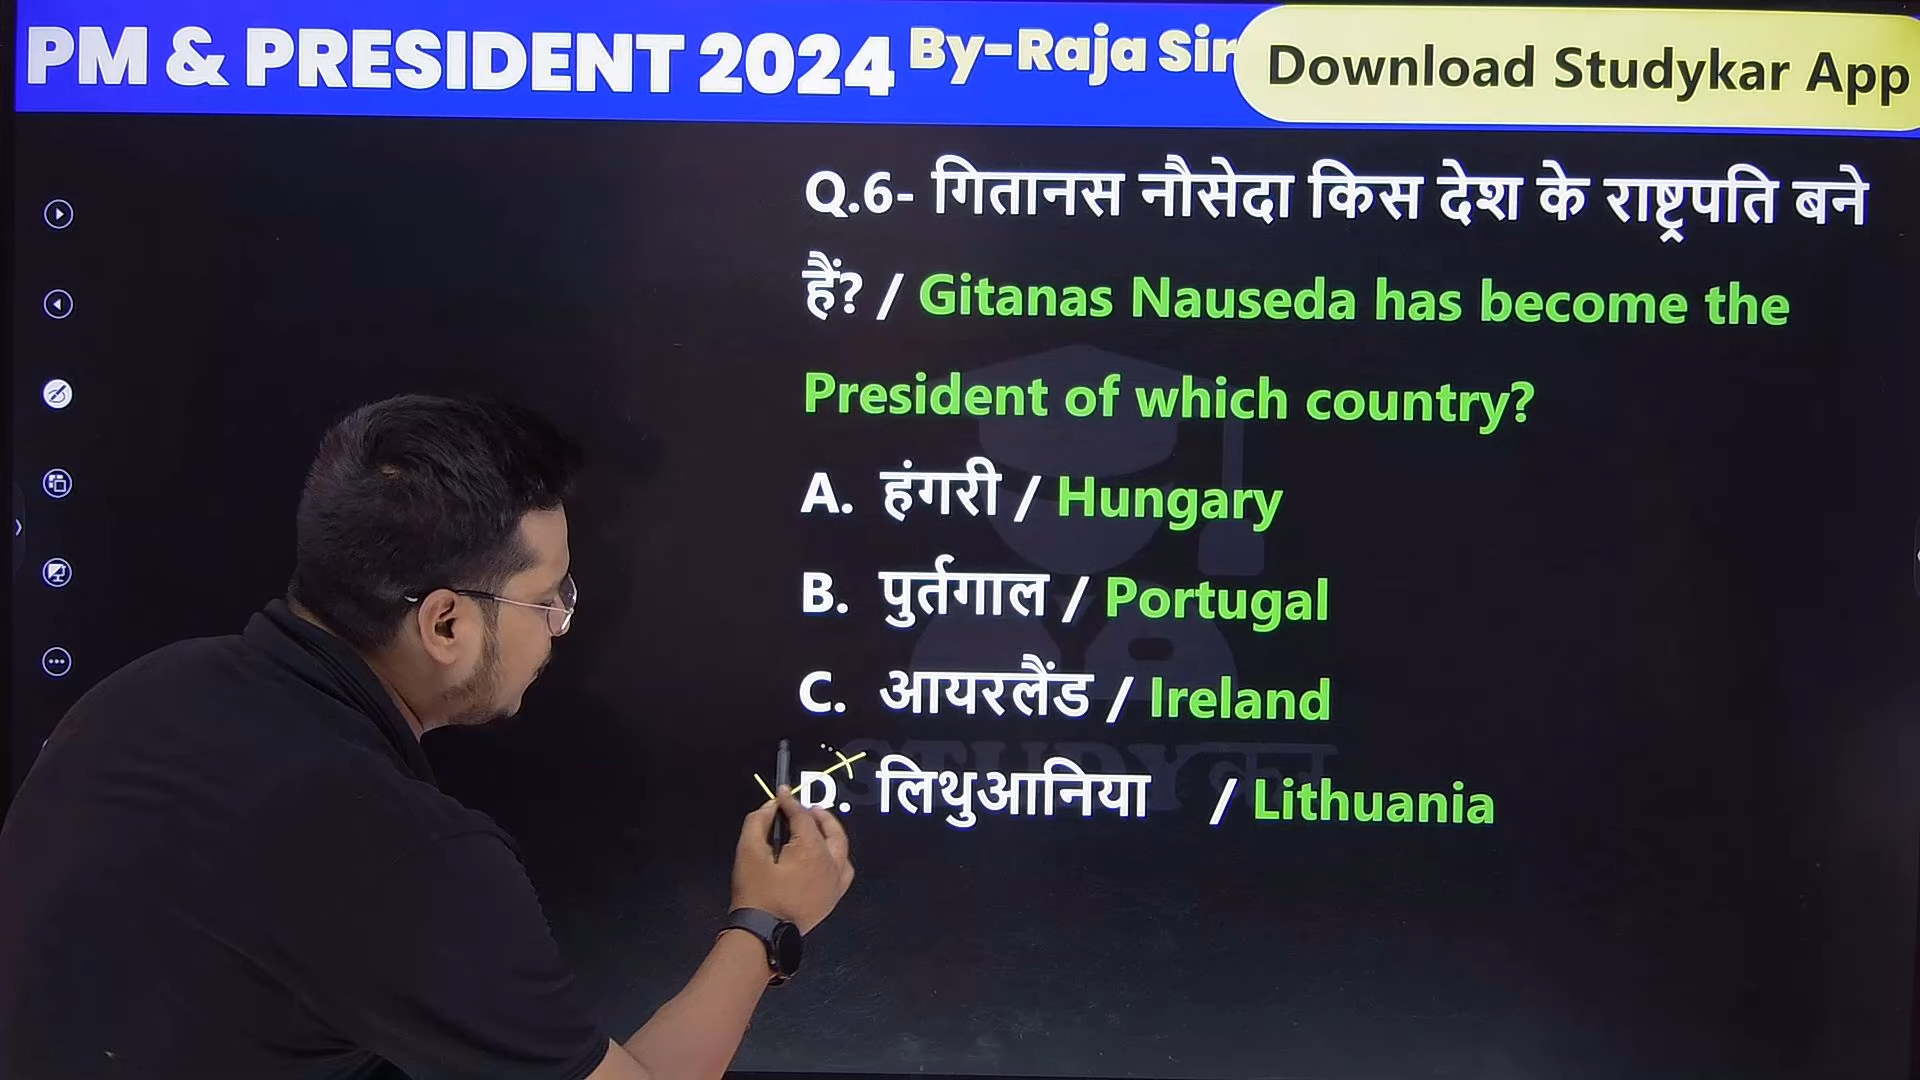 PM & PRESIDENT 2024 By-Raja Sir Download Studykar App
Q.6- गितानस नौसेदा किस देश के राष्ट्रपति बने
हैं? / Gitanas Nauseda has become the
President of which country?
A. हंगरी / Hungary
B. पुर्तगाल / Portugal
C. आयरलैंड / Ireland
D. लिथुआनिया / Lithuania
STUDYकर